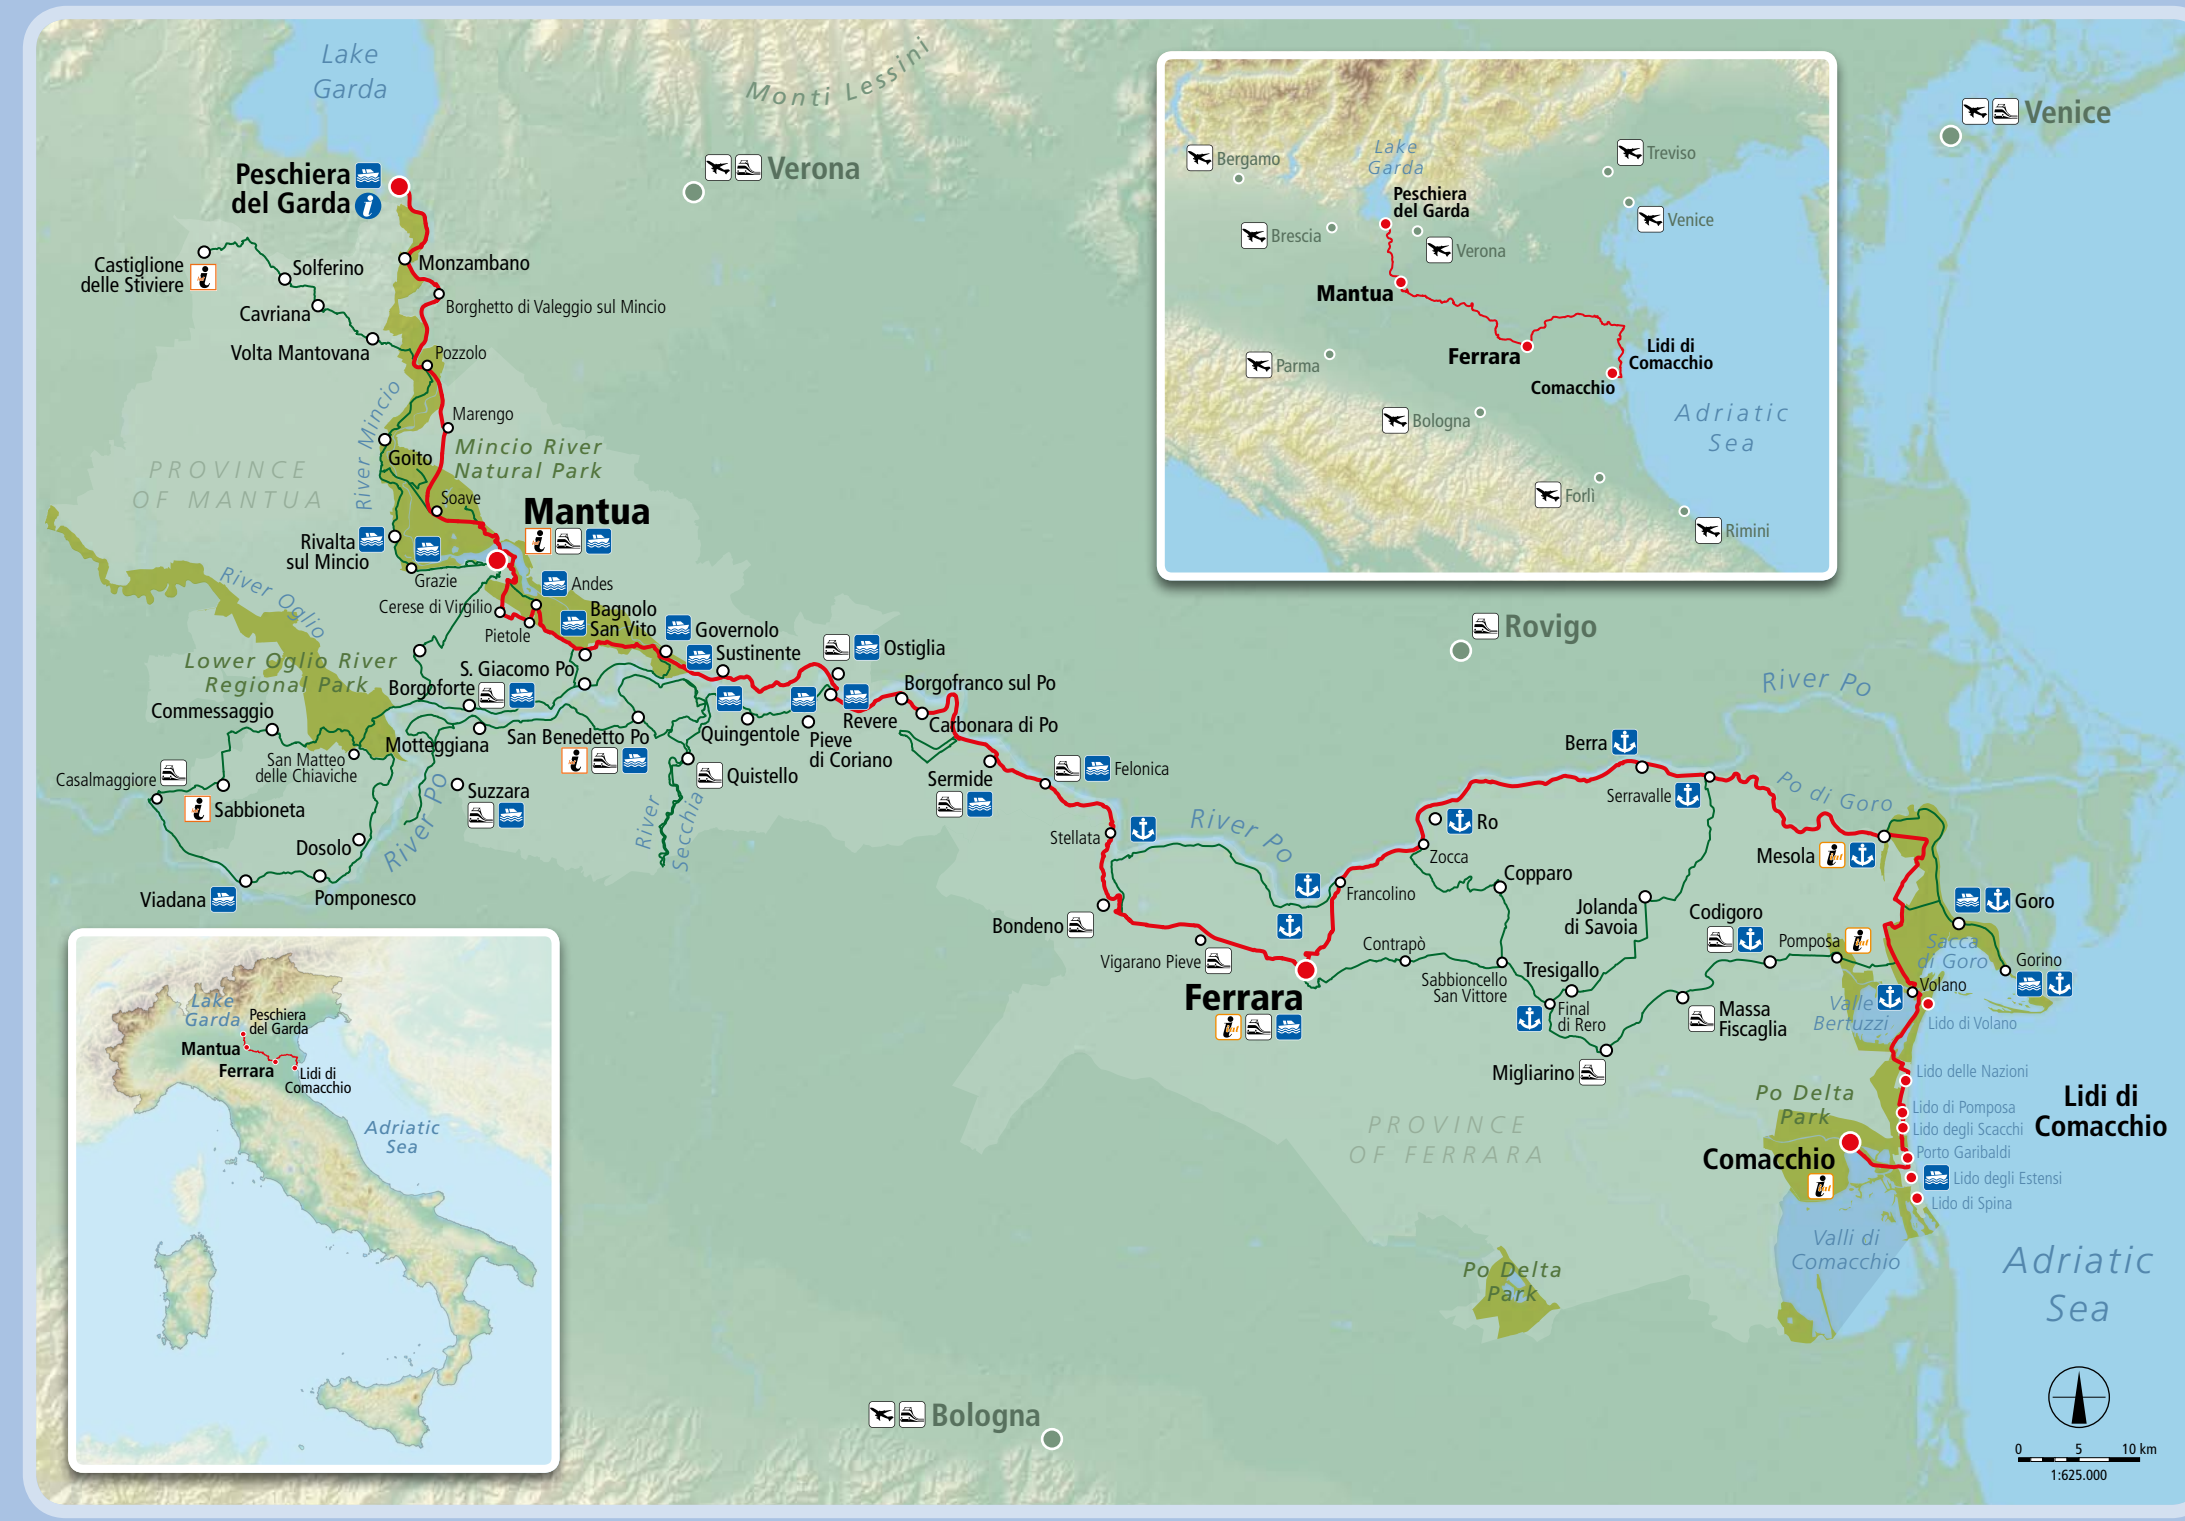 Lake
Garda
Monti Lessini
Venice
Verona
Peschiera
del Garda
i
Castiglione
delle Stiviere
i
Solferino
Cavriana
Volta Mantovana
Monzambano
Borghetto di Valeggio sul Mincio
Pozzolo
Marengo
River Mincio
Mincio River
Natural Park
Goito
Soave
PROVINCE
OF MANTUA
Mantua
i
Rivalta
sul Mincio
Grazie
Andes
Cerese di Virgilio
Pietole
Bagnolo
San Vito
Governolo
Sustinente
Ostiglia
River Oglio
Lower Oglio River
Regional Park
S. Giacomo Po
Borgoforte
Borgofranco sul Po
Commessaggio
Motteggiana
San Benedetto Po
i
Quingentole
Revere
Pieve
di Coriano
Carbonara di Po
San Matteo
delle Chiaviche
Casalmaggiore
i
Sabbioneta
Suzzara
Quistello
Sermide
Felonica
Dosolo
River Po
River
Secchia
Viadana
Pomponesco
Stellata
River Po
Bondeno
Vigarano Pieve
Ferrara
i
Francolino
Zocca
Ro
Berra
Serravalle
Rovigo
River Po
Po di Goro
Mesola
i
Copparo
Jolanda
di Savoia
Codigoro
Pomposa
i
Goro
Sacca
di Goro
Gorino
Contrapò
Sabbioncello
San Vittore
Tresigallo
Final
di Rero
Massa
Fiscaglia
Migliarino
Valle
Bertuzzi
Volano
Lido di Volano
Lido delle Nazioni
Lido di Pomposa
Lido degli Scacchi
Porto Garibaldi
Lido degli Estensi
Lido di Spina
Lidi di
Comacchio
Po Delta
Park
Comacchio
i
PROVINCE
OF FERRARA
Valli di
Comacchio
Po Delta
Park
Adriatic
Sea
Bologna
0 5 10 km
1:625.000
Bergamo
Lake
Garda
Treviso
Peschiera
del Garda
Venice
Brescia
Verona
Mantua
Ferrara
Lidi di
Comacchio
Comacchio
Parma
Bologna
Adriatic
Sea
Forlì
Rimini
Lake
Garda
Peschiera
del Garda
Mantua
Ferrara
Lidi di
Comacchio
Adriatic
Sea